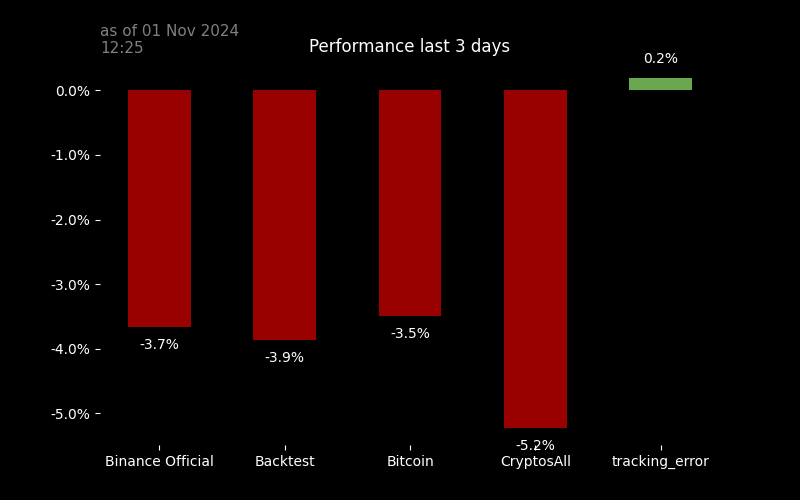 as of 01 Nov 2024
12:25
Performance last 3 days
0.2%
0.0%
-1.0%
-2.0%
-3.0%
-4.0%
-5.0%
-3.7%
-3.9%
-3.5%
-5.2%
Binance Official
Backtest
Bitcoin
CryptosAll
tracking_error